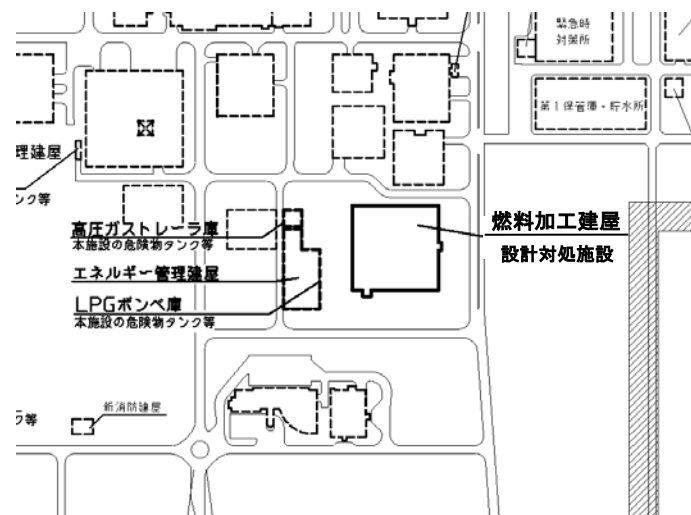 緊急時
対策所
第1保管庫・貯水所
理建屋
ンク等
高圧ガストレーラ庫
本施設の危険物タンク等
燃料加工建屋
設計対処施設
エネルギー管理建屋
LPGボンベ庫
本施設の危険物タンク等
新消防建屋
ク等